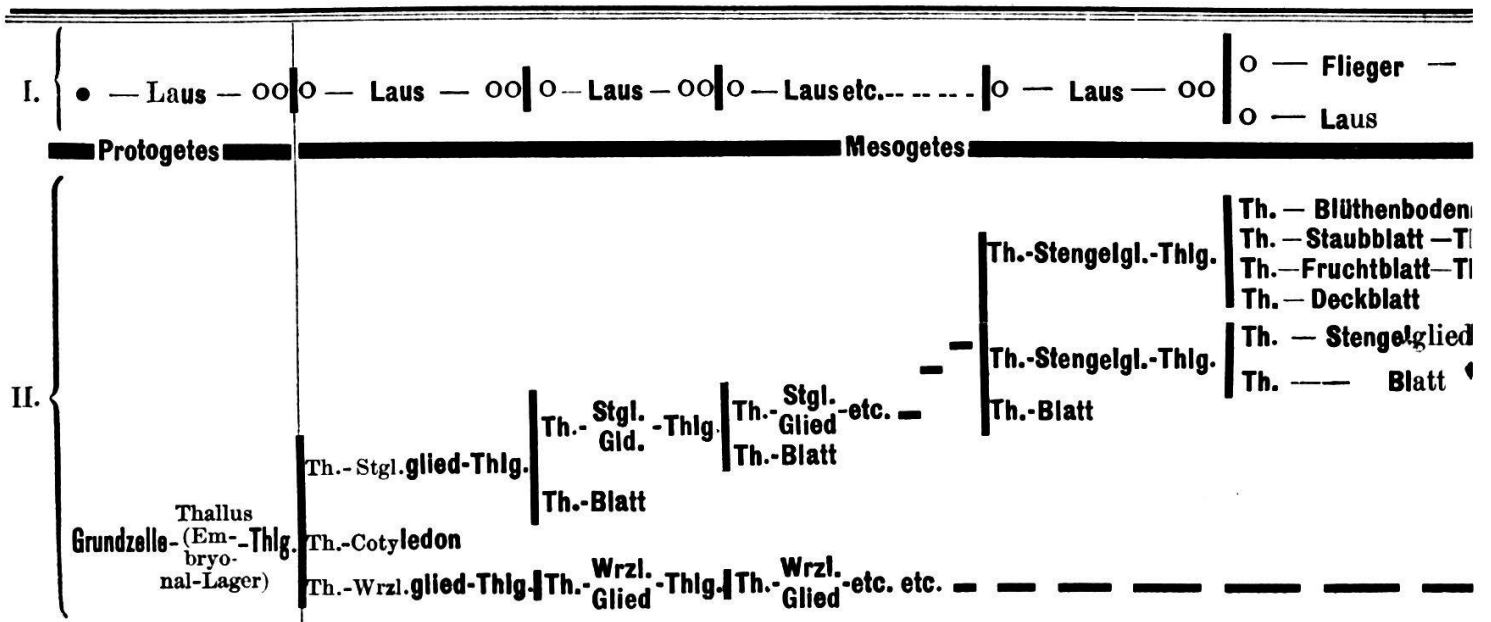 I. ● — Laus — OO O — Laus — OO O — Laus — OO O — Laus etc.- -- -- - O — Laus — OO O — Flieger —
O — Laus
Protogetes Mesogetes
II.
Th. — Blüthenboden
Th. — Staubblatt — T
Th.-Stengelgl.-Thlg.
Th. — Fruchtblatt — T
Th. — Deckblatt
Th. — Stengelglied
Th.-Stengelgl.-Thlg.
Th. —— Blatt
Th.-Blatt
Th.- Stgl. Glied -etc.
Th.-Blatt
Th.- Stgl. Gld. -Thlg.
Th.-Blatt
Th.-Stgl.glied-Thlg.
Grundzelle- Thallus (Em-bryo-nal-Lager) -Thlg.
Th.-Cotyledon
Th.-Wrzl.glied-Thlg. Th.- Wrzl. Glied -Thlg. Th.- Wrzl. Glied -etc. etc.